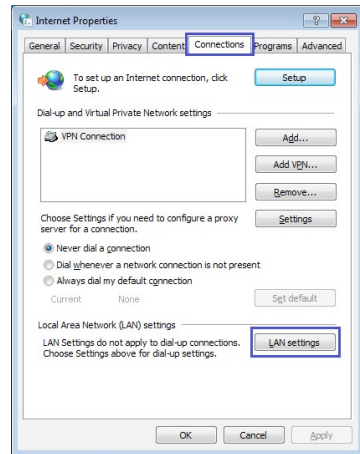 Internet Properties
General Security Privacy Content Connections Programs Advanced
To set up an Internet connection, click
Setup.
Setup
Dial-up and Virtual Private Network settings
VPN Connection
Add...
Add VPN...
Remove...
Choose Settings if you need to configure a proxy
server for a connection.
Settings
Never dial a connection
Dial whenever a network connection is not present
Always dial my default connection
Current None
Set default
Local Area Network (LAN) settings
LAN Settings do not apply to dial-up connections.
Choose Settings above for dial-up settings.
LAN settings
OK Cancel Apply